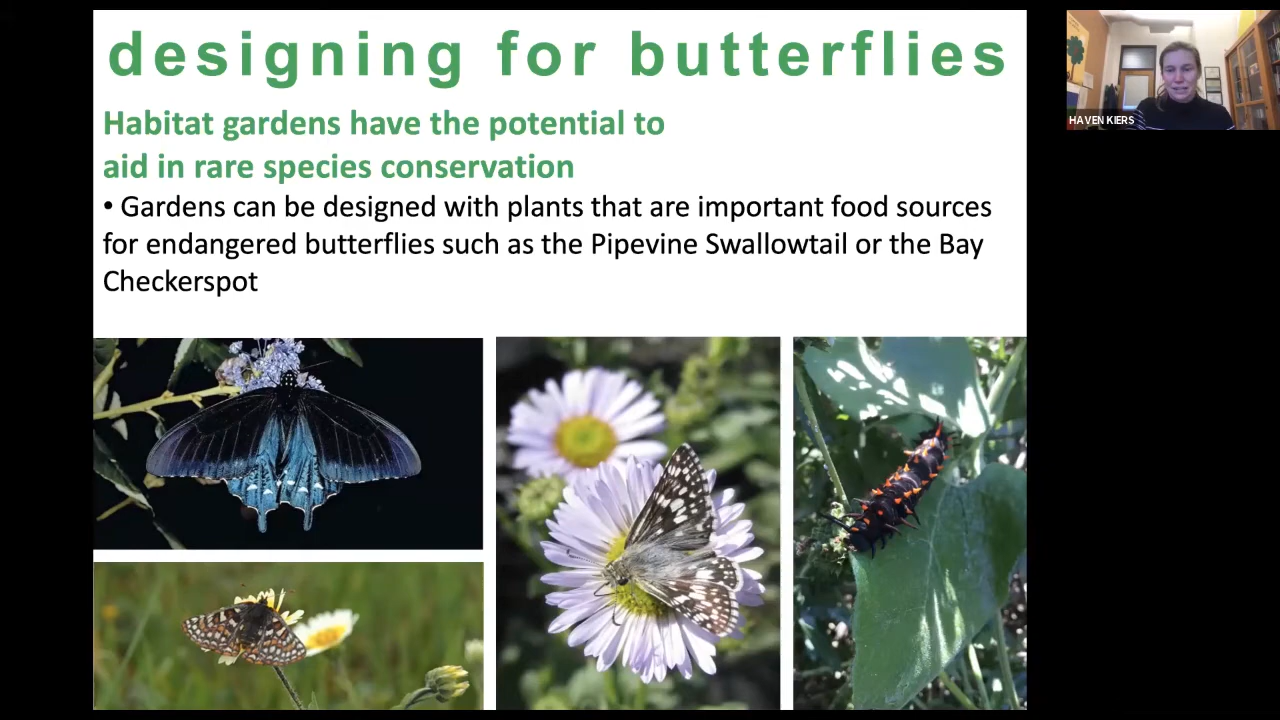 designing for butterflies
Habitat gardens have the potential to
aid in rare species conservation
• Gardens can be designed with plants that are important food sources
for endangered butterflies such as the Pipevine Swallowtail or the Bay
Checkerspot
HAVEN KIERS